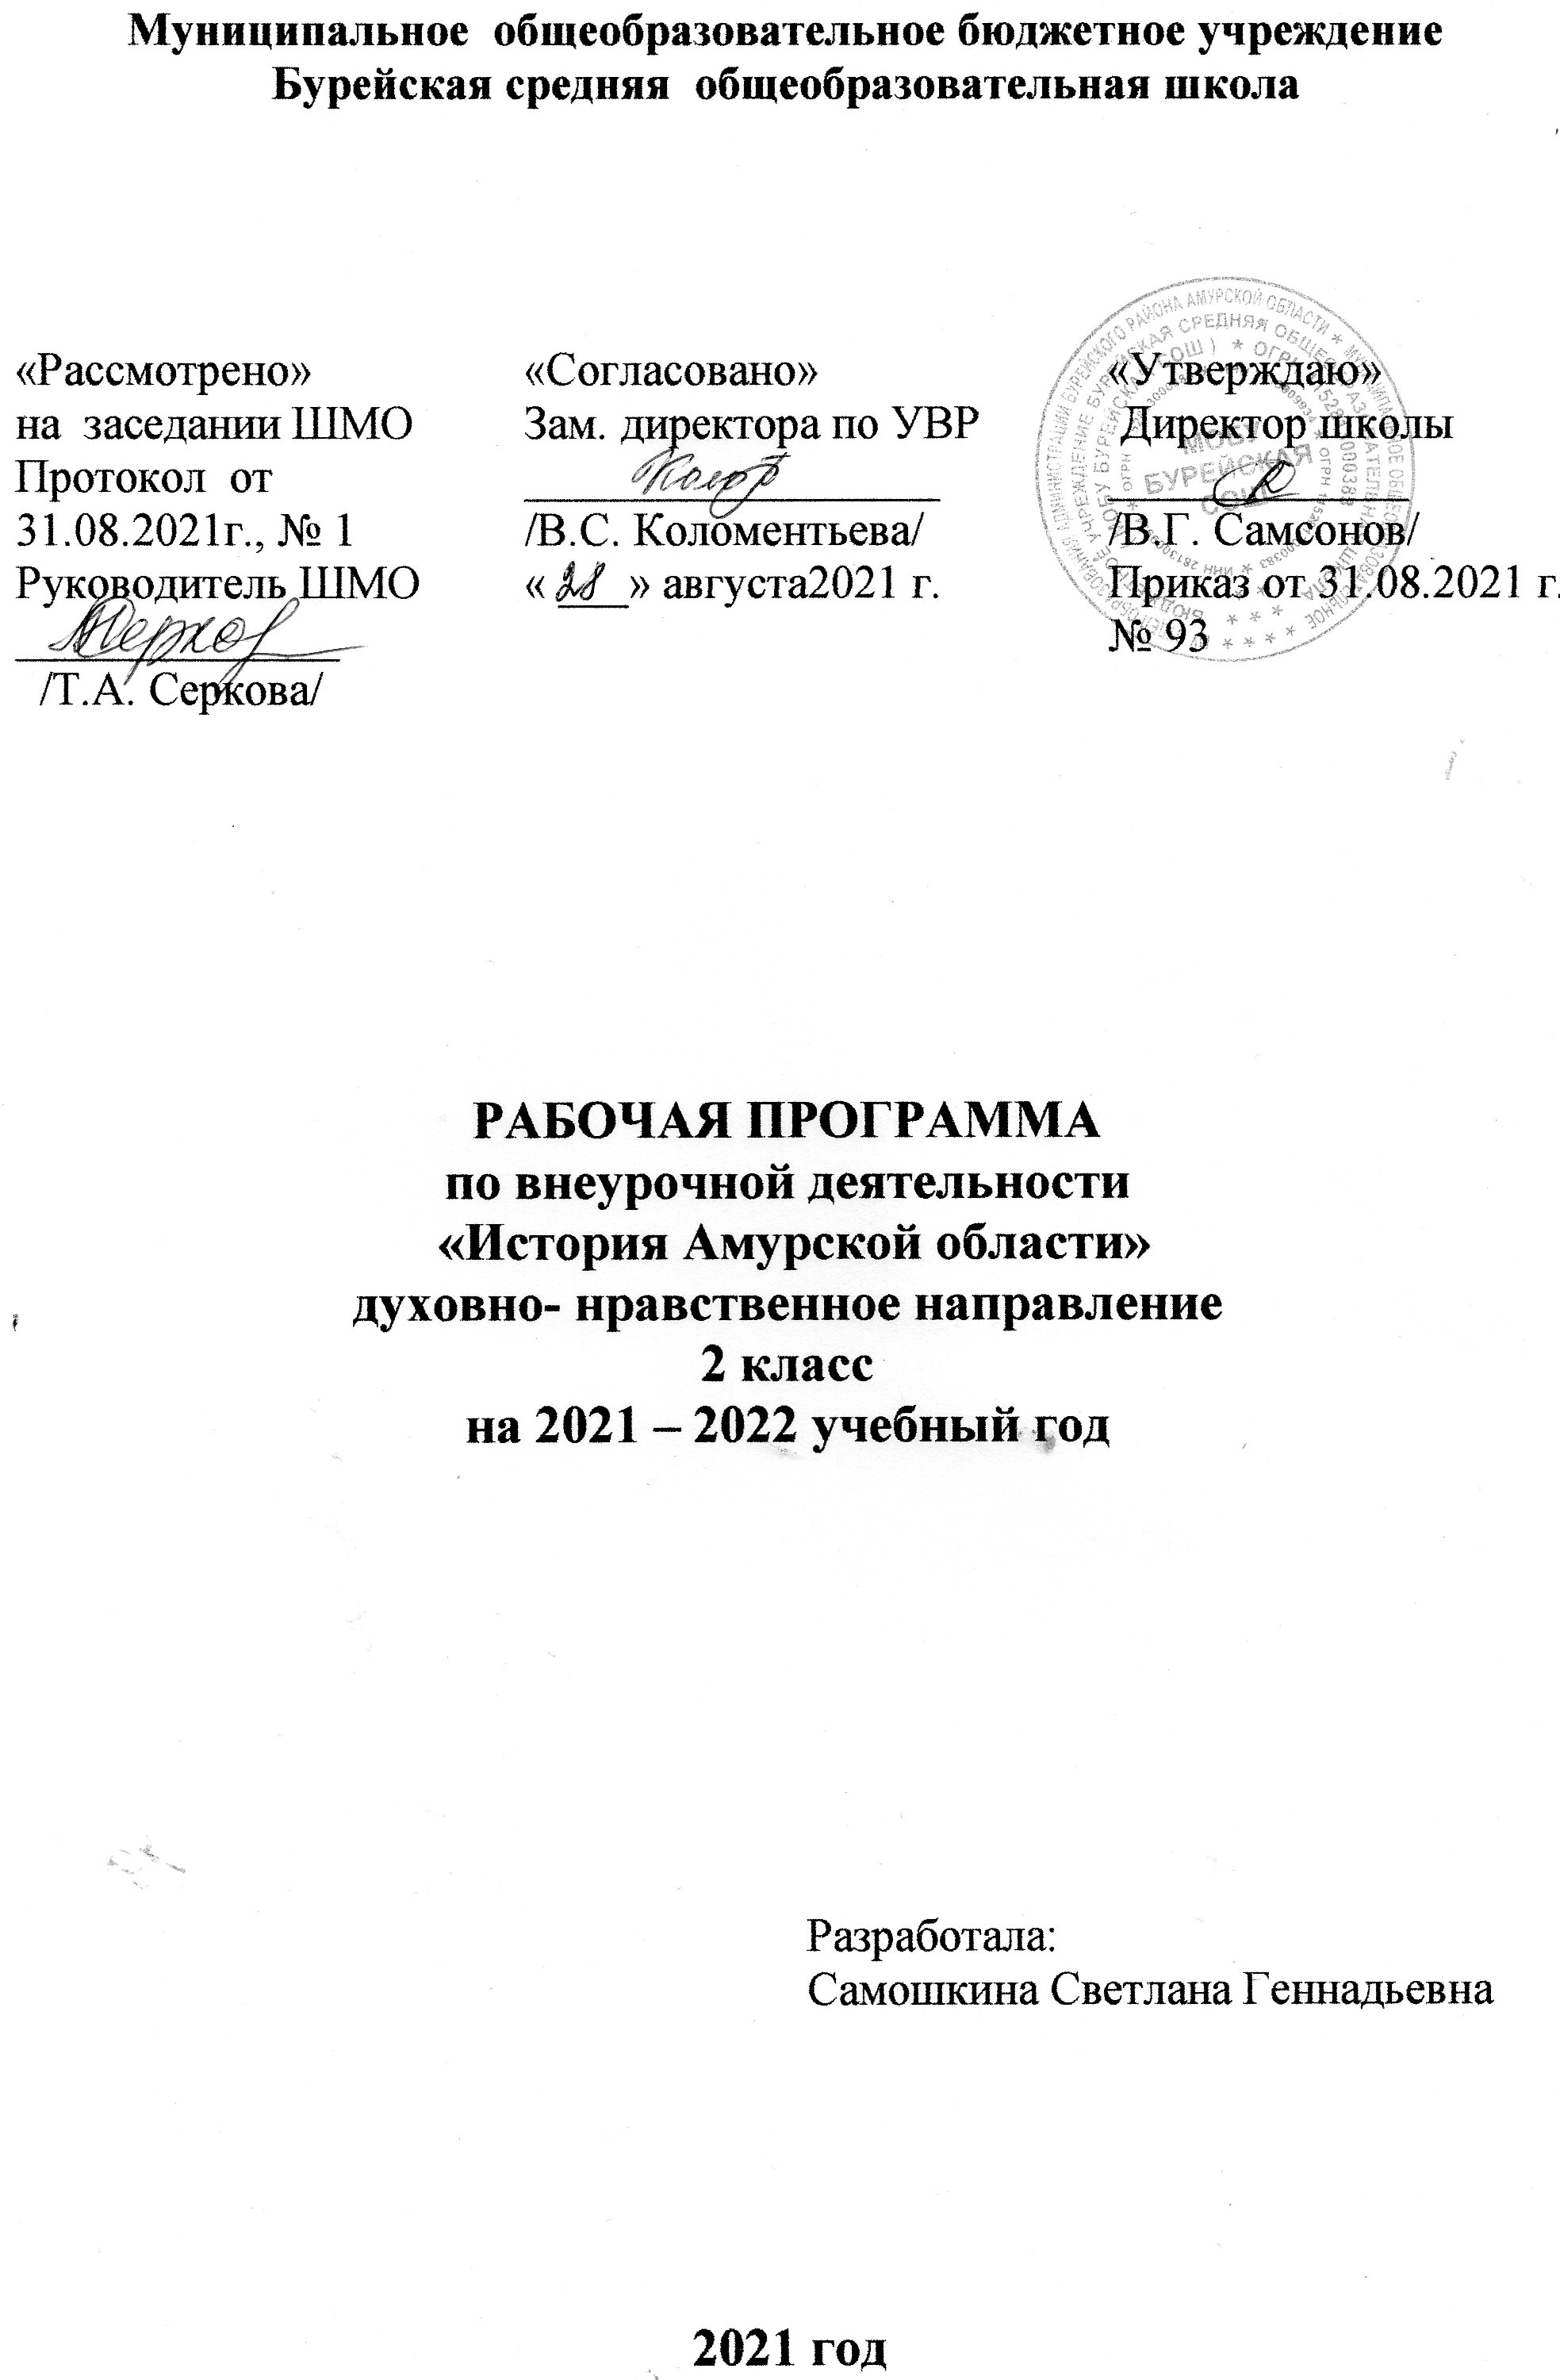 Муниципальное общеобразовательное бюджетное учреждение
Бурейская средняя общеобразовательная школа
«Рассмотрено»
на заседании ШМО
Протокол от
31.08.2021г., № 1
Руководитель ШМО
/Т.А. Серкова/
«Согласовано»
Зам. директора по УВР
/В.С. Коломентьева/
«28» августа2021 г.
«Утверждаю»
Директор школы
/В.Г. Самсонов/
Приказ от 31.08.2021 г.
№ 93
МОБУ
БУРЕЙСКАЯ
СОШ
РАБОЧАЯ ПРОГРАММА
по внеурочной деятельности
«История Амурской области»
духовно- нравственное направление
2 класс
на 2021 – 2022 учебный год
Разработала:
Самошкина Светлана Геннадьевна
2021 год